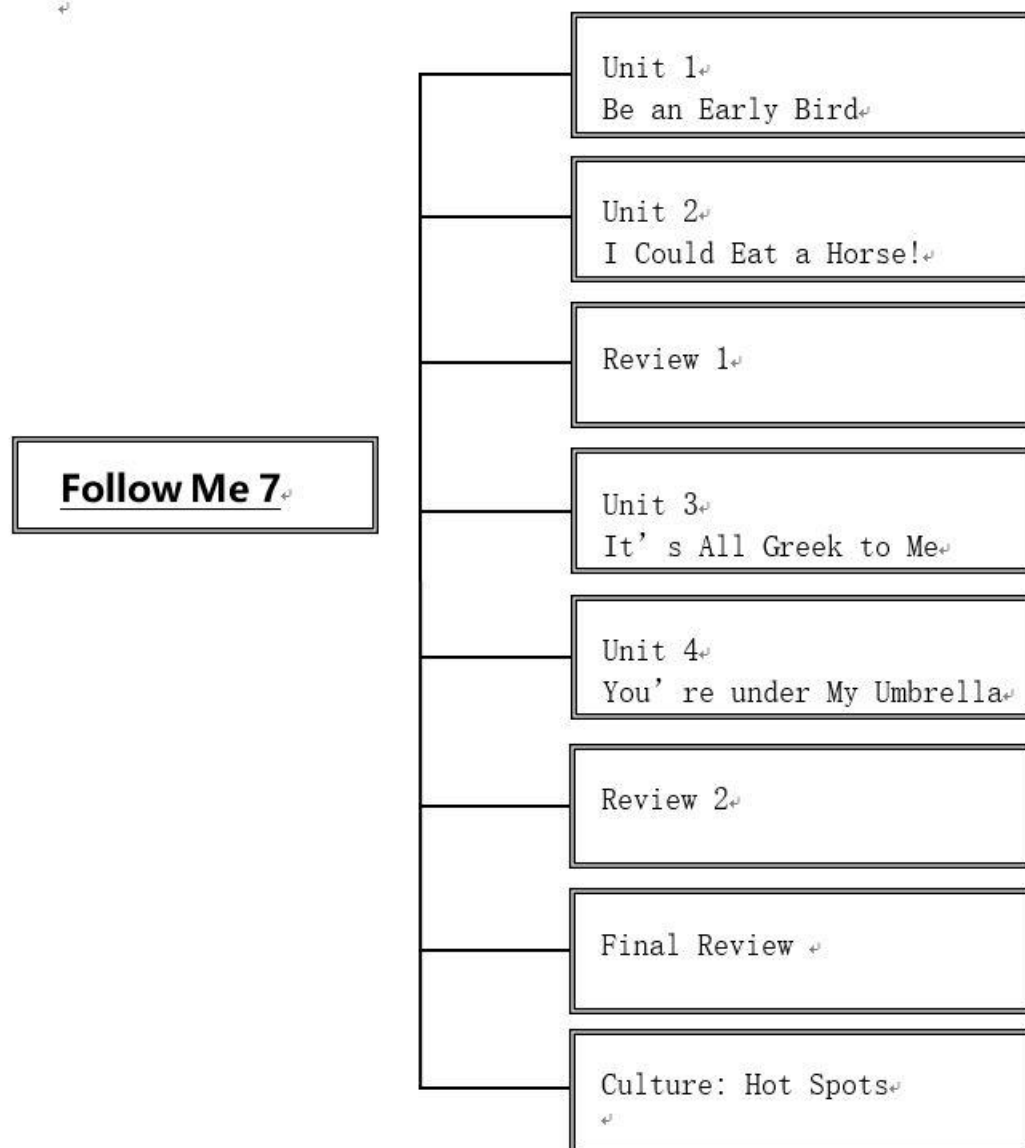 Follow Me 7
Unit 1
Be an Early Bird
Unit 2
I Could Eat a Horse!
Review 1
Unit 3
It’s All Greek to Me
Unit 4
You’re under My Umbrella
Review 2
Final Review
Culture: Hot Spots